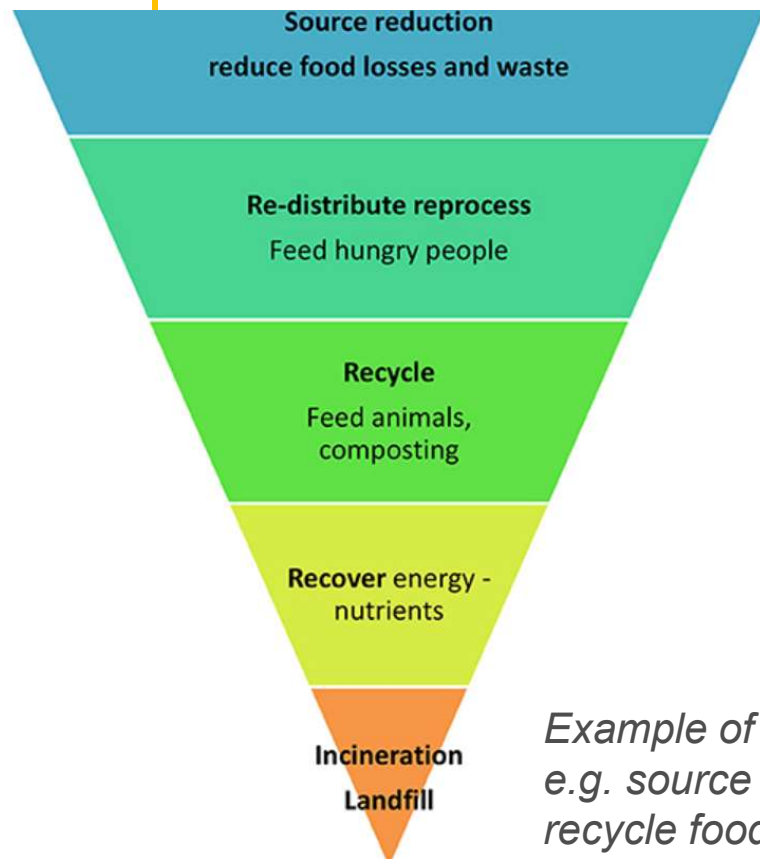 Source reduction
reduce food losses and waste
Re-distribute reprocess
Feed hungry people
Recycle
Feed animals,
composting
Recover energy -
nutrients
Incineration
Landfill
Example of
e.g. source
recycle food